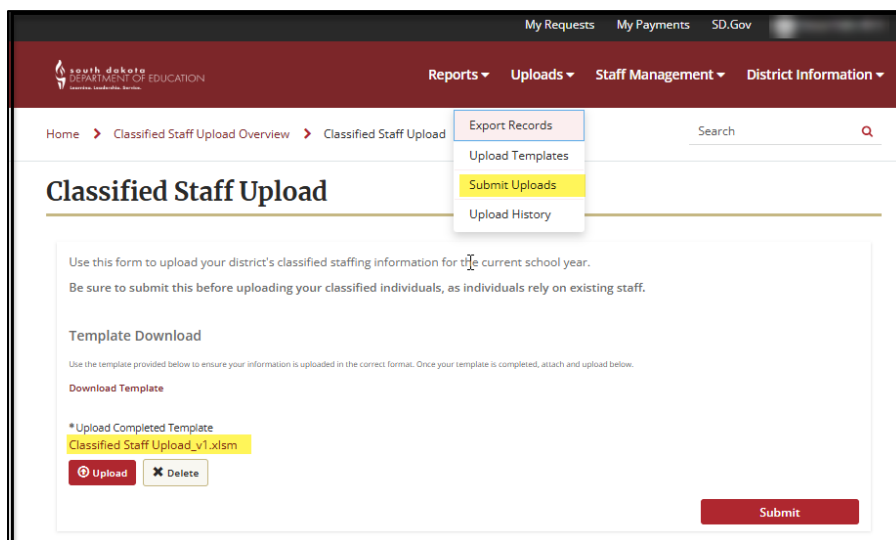 My Requests My Payments SD.Gov
south dakota
DEPARTMENT OF EDUCATION
Learning. Leadership. Service.
Reports Uploads Staff Management District Information
Home Classified Staff Upload Overview Classified Staff Upload
Search
Export Records
Upload Templates
Submit Uploads
Upload History
Classified Staff Upload
Use this form to upload your district's classified staffing information for the current school year.
Be sure to submit this before uploading your classified individuals, as individuals rely on existing staff.
Template Download
Use the template provided below to ensure your information is uploaded in the correct format. Once your template is completed, attach and upload below.
Download Template
*Upload Completed Template
Classified Staff Upload_v1.xlsm
Upload Delete
Submit